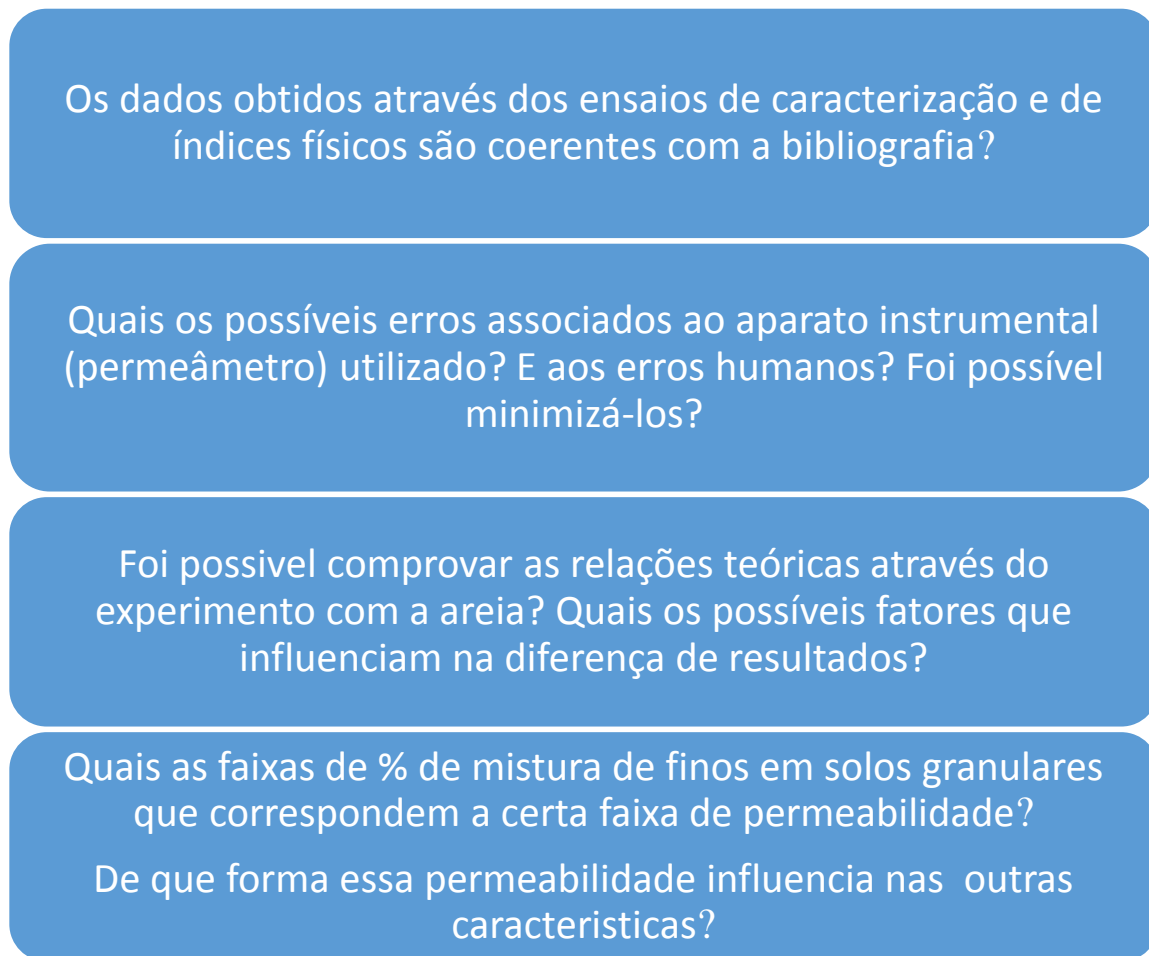 Os dados obtidos através dos ensaios de caracterização e de
índices físicos são coerentes com a bibliografia?
Quais os possíveis erros associados ao aparato instrumental
(permeâmetro) utilizado? E aos erros humanos? Foi possível
minimizá-los?
Foi possivel comprovar as relações teóricas através do
experimento com a areia? Quais os possíveis fatores que
influenciam na diferença de resultados?
Quais as faixas de % de mistura de finos em solos granulares
que correspondem a certa faixa de permeabilidade?
De que forma essa permeabilidade influencia nas outras
caracteristicas?